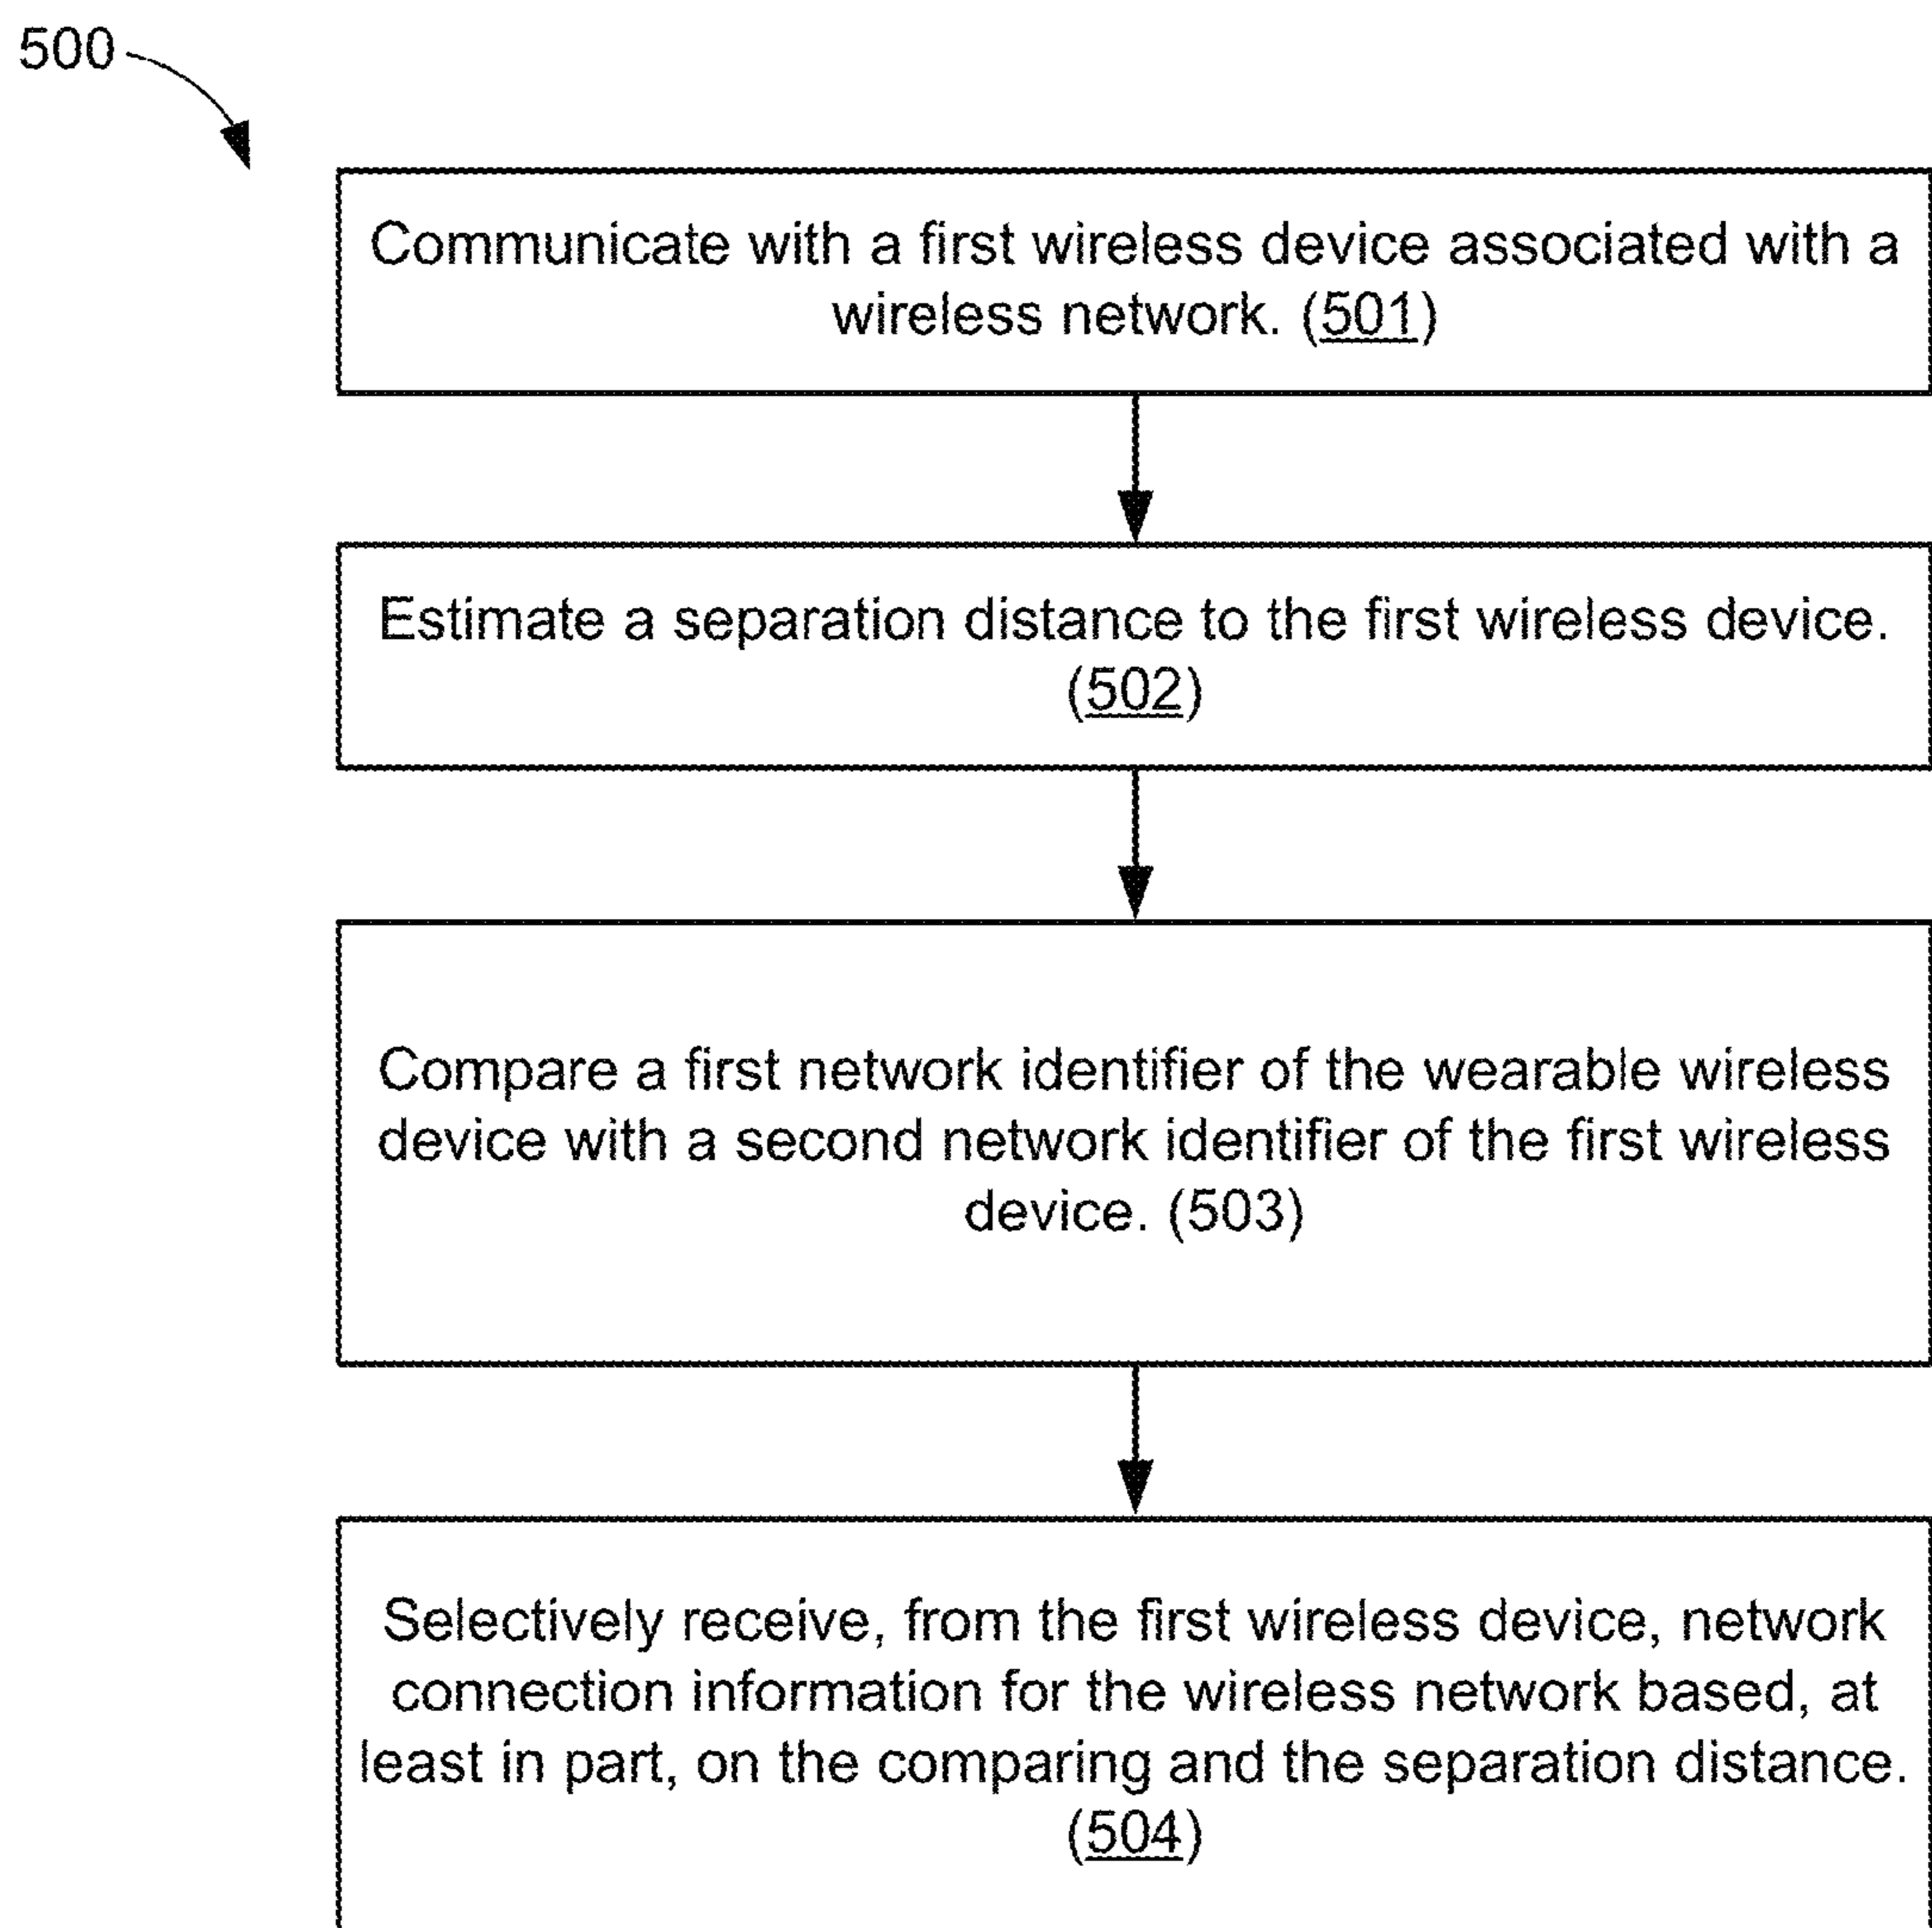 500
Communicate with a first wireless device associated with a
wireless network. (501)
Estimate a separation distance to the first wireless device.
(502)
Compare a first network identifier of the wearable wireless
device with a second network identifier of the first wireless
device. (503)
Selectively receive, from the first wireless device, network
connection information for the wireless network based, at
least in part, on the comparing and the separation distance.
(504)